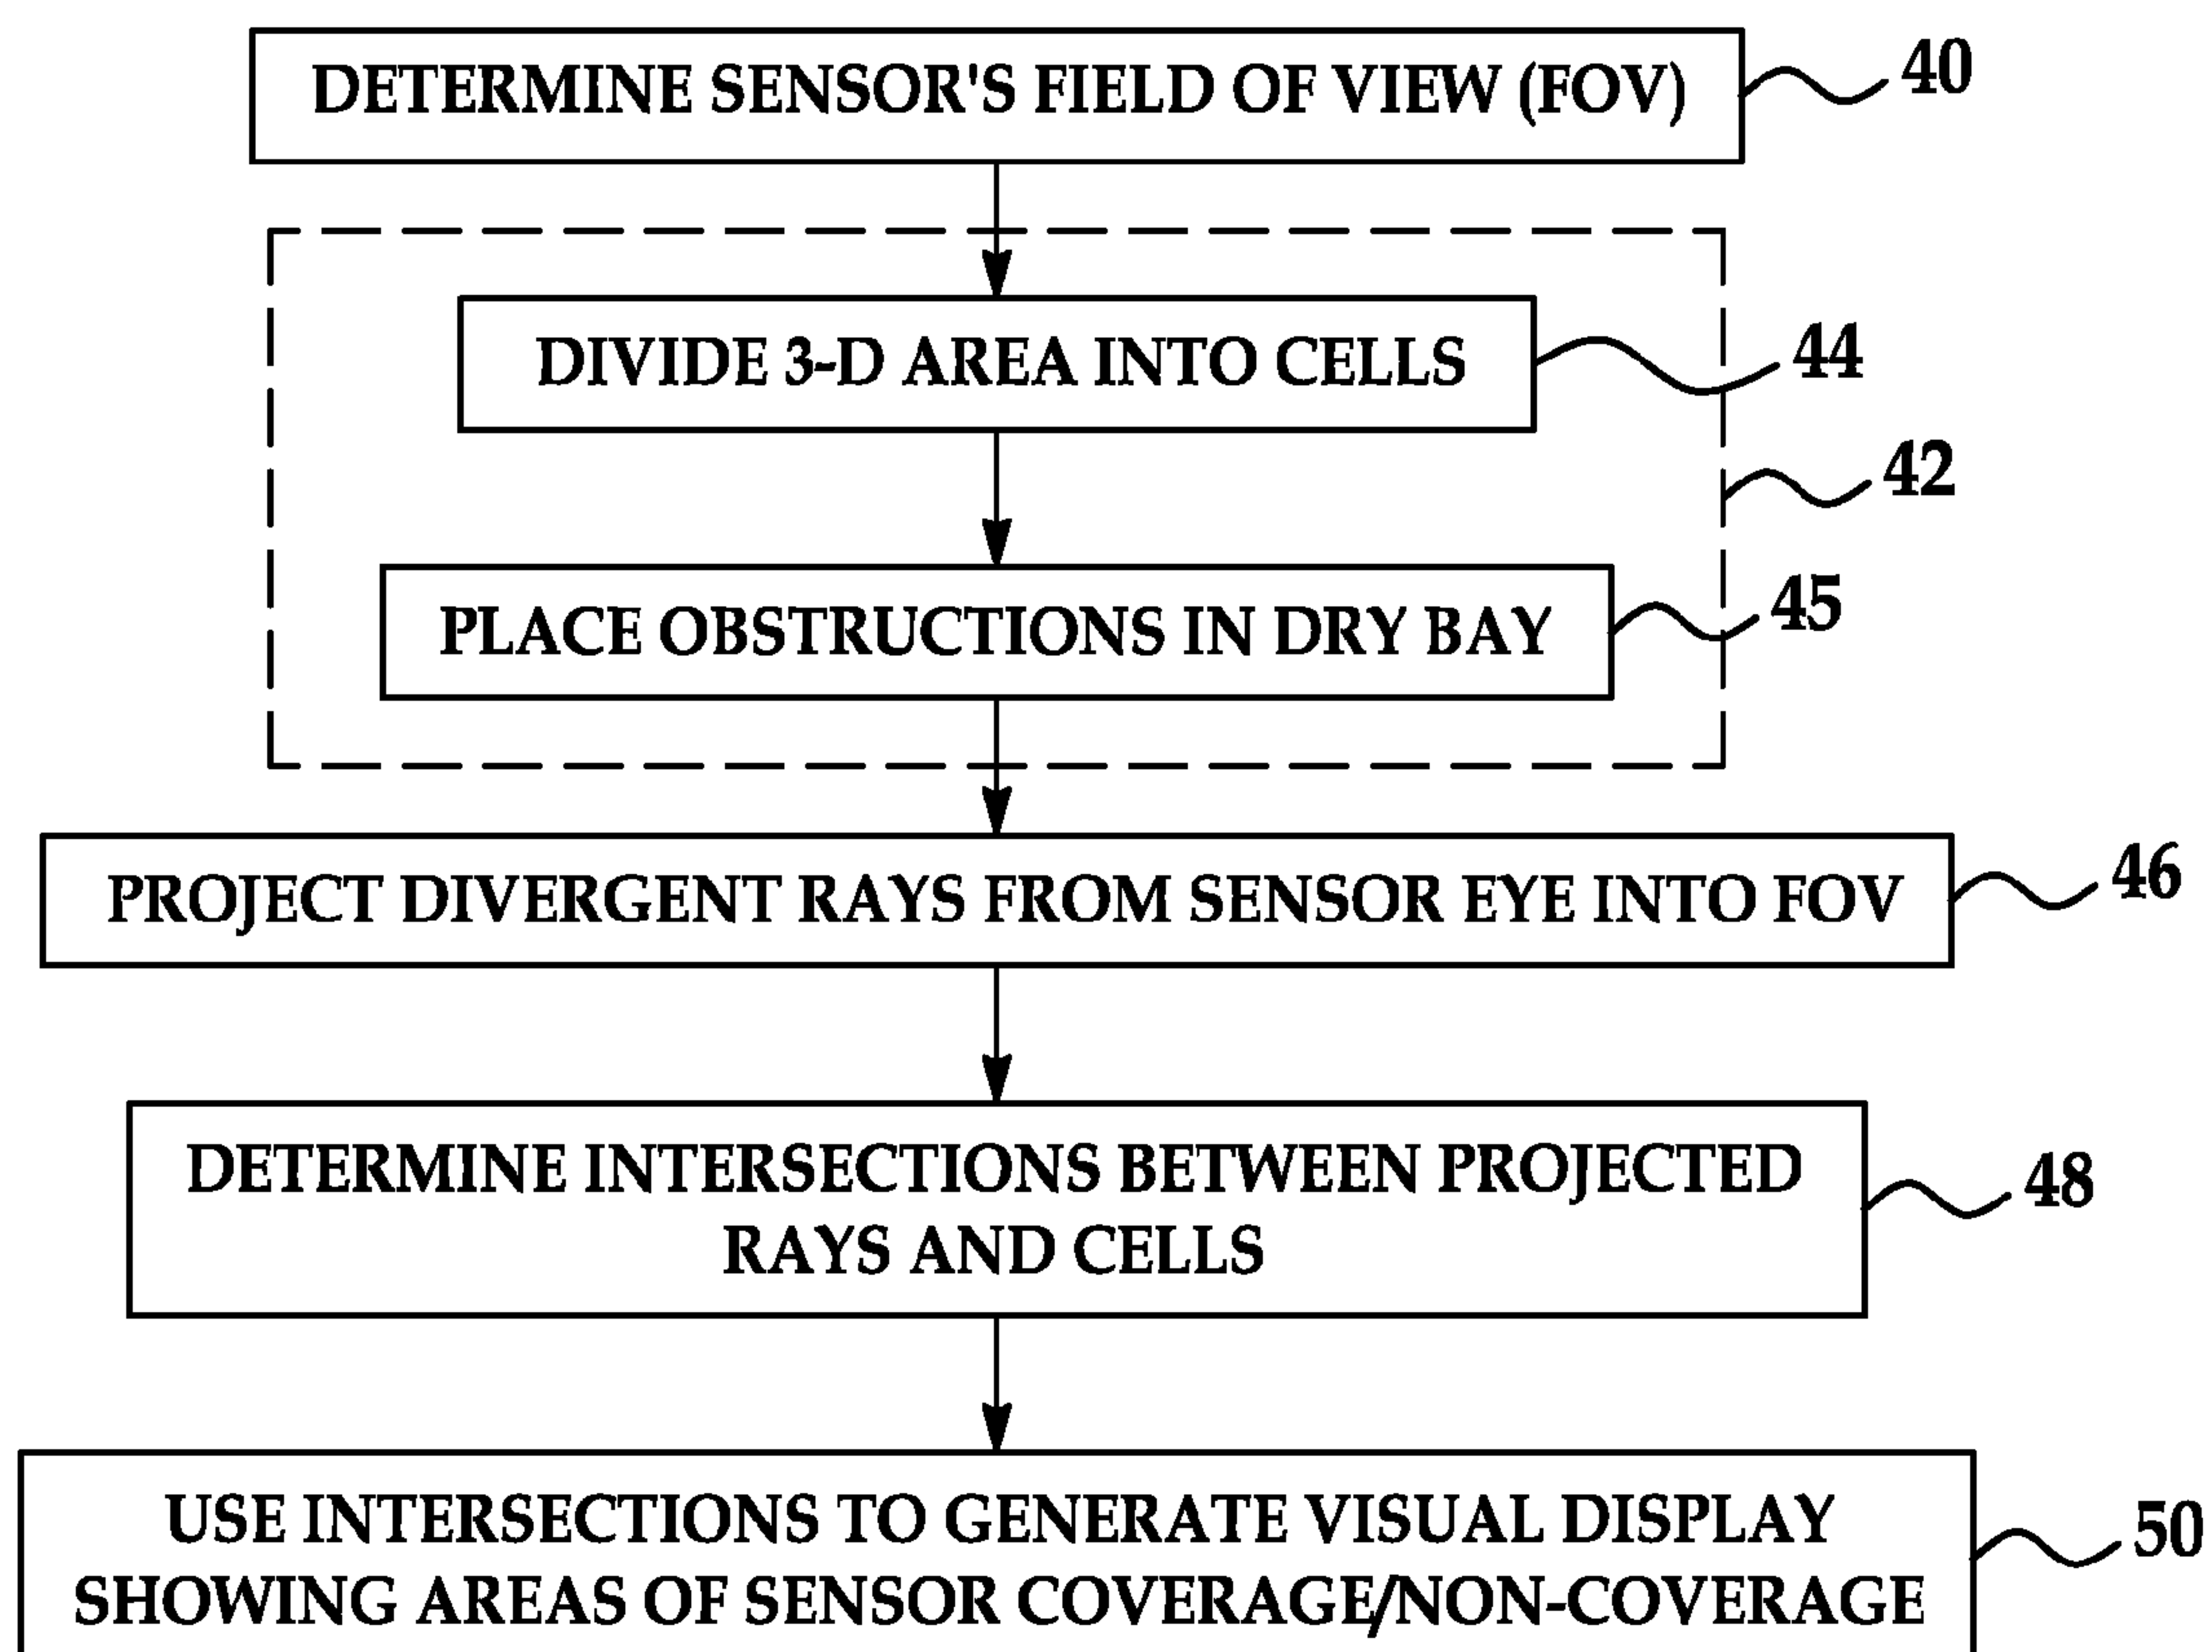 DETERMINE SENSOR'S FIELD OF VIEW (FOV)
40
DIVIDE 3-D AREA INTO CELLS
44
42
PLACE OBSTRUCTIONS IN DRY BAY
45
PROJECT DIVERGENT RAYS FROM SENSOR EYE INTO FOV
46
DETERMINE INTERSECTIONS BETWEEN PROJECTED
RAYS AND CELLS
48
USE INTERSECTIONS TO GENERATE VISUAL DISPLAY
SHOWING AREAS OF SENSOR COVERAGE/NON-COVERAGE
50